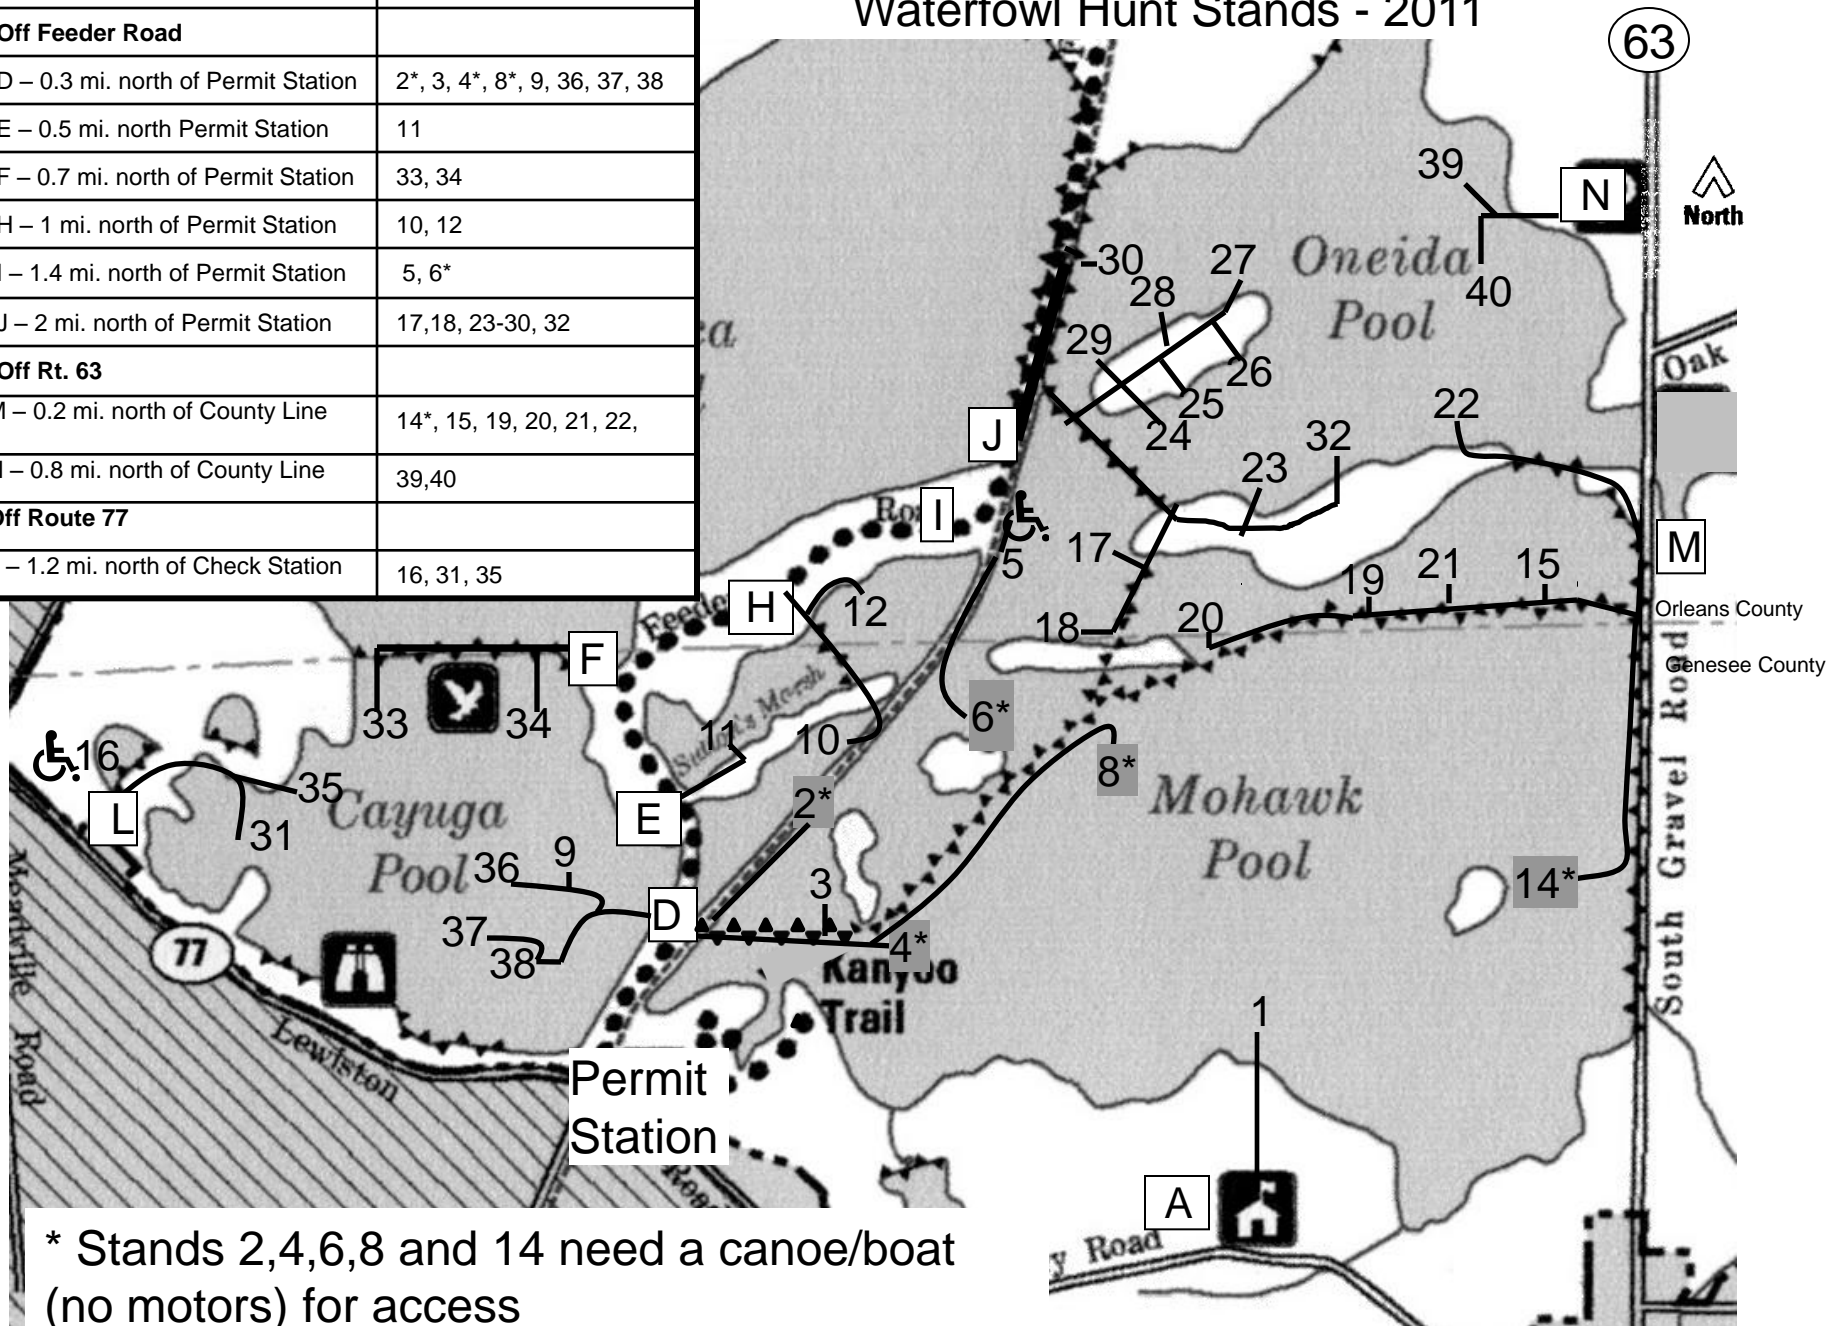 Waterfowl Hunt Stands - 2011
Off Feeder Road
D – 0.3 mi. north of Permit Station 2*, 3, 4*, 8*, 9, 36, 37, 38
E – 0.5 mi. north Permit Station 11
F – 0.7 mi. north of Permit Station 33, 34
H – 1 mi. north of Permit Station 10, 12
I – 1.4 mi. north of Permit Station 5, 6*
J – 2 mi. north of Permit Station 17,18, 23-30, 32
Off Rt. 63
M – 0.2 mi. north of County Line 14*, 15, 19, 20, 21, 22,
– 0.8 mi. north of County Line 39,40
Off Route 77
– 1.2 mi. north of Check Station 16, 31, 35
63
39
N
North
Oneida
Pool
40
30
27
28
29
26
25
24
Oak
22
32
23
J
I
5
17
M
H
12
19
21
15
18
20
Orleans County
Genesee County
Feeder
F
33
34
11
10
6*
8*
16
L
35
31
Cayuga
Pool
E
2*
Mohawk
Pool
36
9
37
38
D
3
4*
14*
South Gravel Road
77
Kanyoo
Trail
Lewiston
Road
1
Permit
Station
A
y Road
* Stands 2,4,6,8 and 14 need a canoe/boat
(no motors) for access